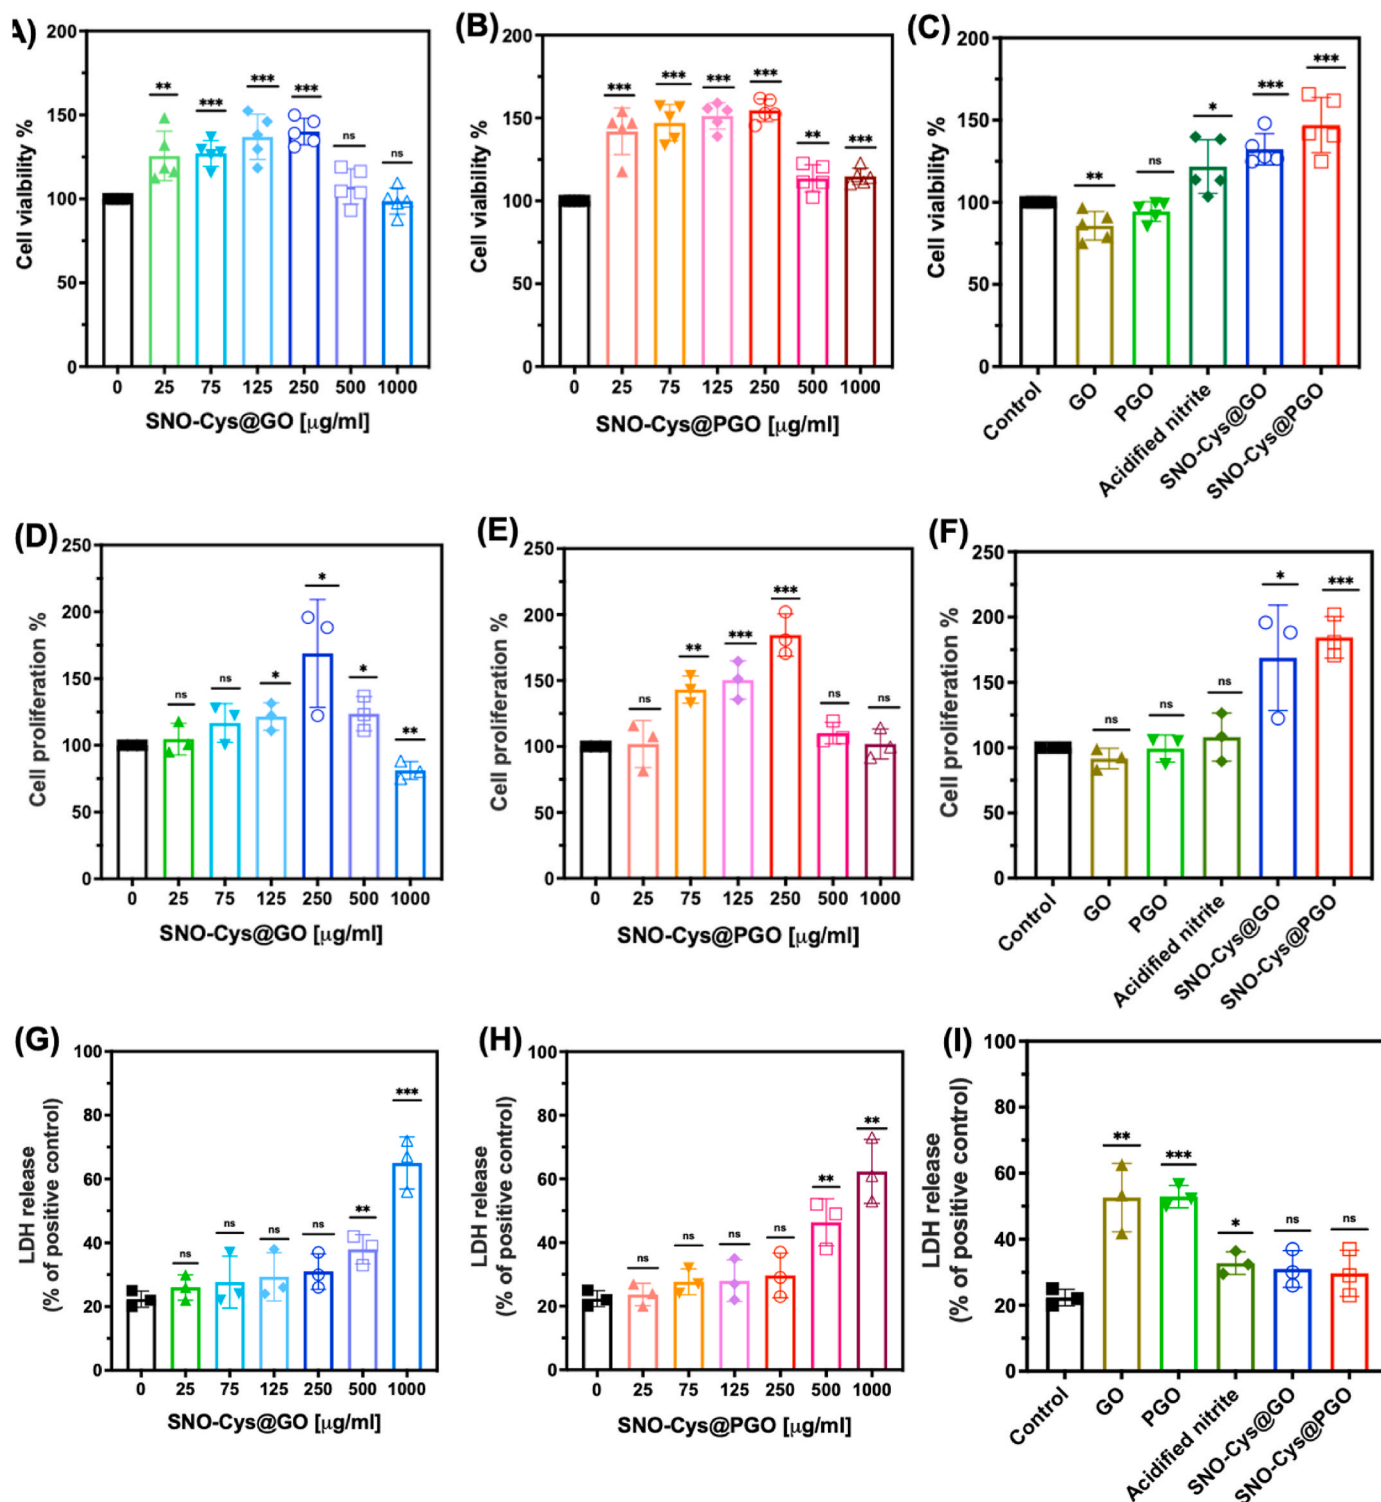 A)
200
150
100
50
0
Cell vialbility %
** *** *** *** ns ns
0 25 75 125 250 500 1000
SNO-Cys@GO [μg/ml]
(B)
200
150
100
50
0
Cell vialbility %
*** *** *** *** ** ***
0 25 75 125 250 500 1000
SNO-Cys@PGO [μg/ml]
(C)
200
150
100
50
0
Cell vialbility %
** ns * *** ***
Control
GO
PGO
Acidified nitrite
SNO-Cys@GO
SNO-Cys@PGO
(D)
250
200
150
100
50
0
Cell proliferation %
ns ns * * * **
0 25 75 125 250 500 1000
SNO-Cys@GO [μg/ml]
(E)
250
200
150
100
50
0
Cell proliferation %
ns ** *** *** ns ns
0 25 75 125 250 500 1000
SNO-Cys@PGO [μg/ml]
(F)
250
200
150
100
50
0
Cell proliferation %
ns ns ns * ***
Control
GO
PGO
Acidified nitrite
SNO-Cys@GO
SNO-Cys@PGO
(G)
100
80
60
40
20
0
LDH release
(% of positive control)
ns ns ns ns ** ***
0 25 75 125 250 500 1000
SNO-Cys@GO [μg/ml]
(H)
100
80
60
40
20
0
LDH release
(% of positive control)
ns ns ns ns ** **
0 25 75 125 250 500 1000
SNO-Cys@PGO [μg/ml]
(I)
100
80
60
40
20
0
LDH release
(% of positive control)
** *** * ns ns
Control
GO
PGO
Acidified nitrite
SNO-Cys@GO
SNO-Cys@PGO